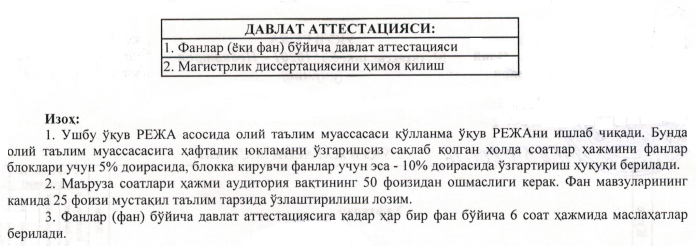 ДАВЛАТ АТТЕСТАЦИЯСИ:
1. Фанлар (ёки фан) бўйича давлат аттестацияси
2. Магистрлик диссертациясини ҳимоя қилиш
Изоҳ:
1. Ушбу ўқув РЕЖА асосида олий таълим муассасаси қўлланма ўқув РЕЖАни ишлаб чиқади. Бунда
олий таълим муассасасига ҳафталик юкламани ўзгаришсиз сақлаб қолган ҳолда соатлар ҳажмини фанлар
блоклари учун 5% доирасида, блокка кирувчи фанлар учун эса - 10% доирасида ўзгартириш ҳуқуқи берилади.
2. Маъруза соатлари ҳажми аудитория вақтининг 50 фоизидан ошмаслиги керак. Фан мавзуларининг
камида 25 фоизи мустақил таълим тарзида ўзлаштирилиши лозим.
3. Фанлар (фан) бўйича давлат аттестациясига қадар ҳар бир фан бўйича 6 соат ҳажмида маслаҳатлар
берилади.